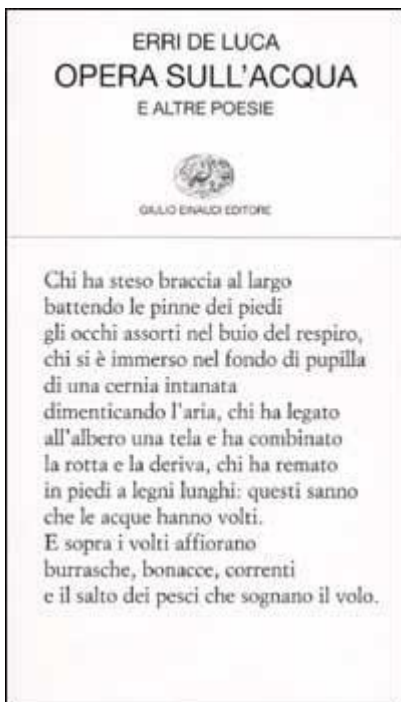 ERRI DE LUCA
OPERA SULL'ACQUA
E ALTRE POESIE
GIULIO EINAUDI EDITORE
Chi ha steso braccia al largo
battendo le pinne dei piedi
gli occhi assorti nel buio del respiro,
chi si è immerso nel fondo di pupilla
di una cernia intanata
dimenticando l'aria, chi ha legato
all'albero una tela e ha combinato
la rotta e la deriva, chi ha remato
in piedi a legni lunghi: questi sanno
che le acque hanno volti.
E sopra i volti affiorano
burrasche, bonacce, correnti
e il salto dei pesci che sognano il volo.